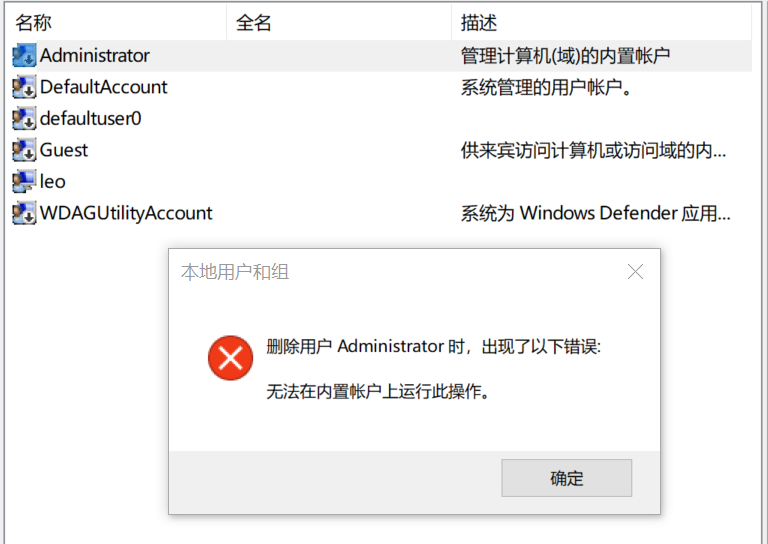 名称 全名 描述
Administrator 管理计算机(域)的内置帐户
DefaultAccount 系统管理的用户帐户。
defaultuser0
Guest 供来宾访问计算机或访问域的内...
leo
WDAGUtilityAccount 系统为 Windows Defender 应用...
本地用户和组
删除用户 Administrator 时，出现了以下错误:
无法在内置帐户上运行此操作。
确定